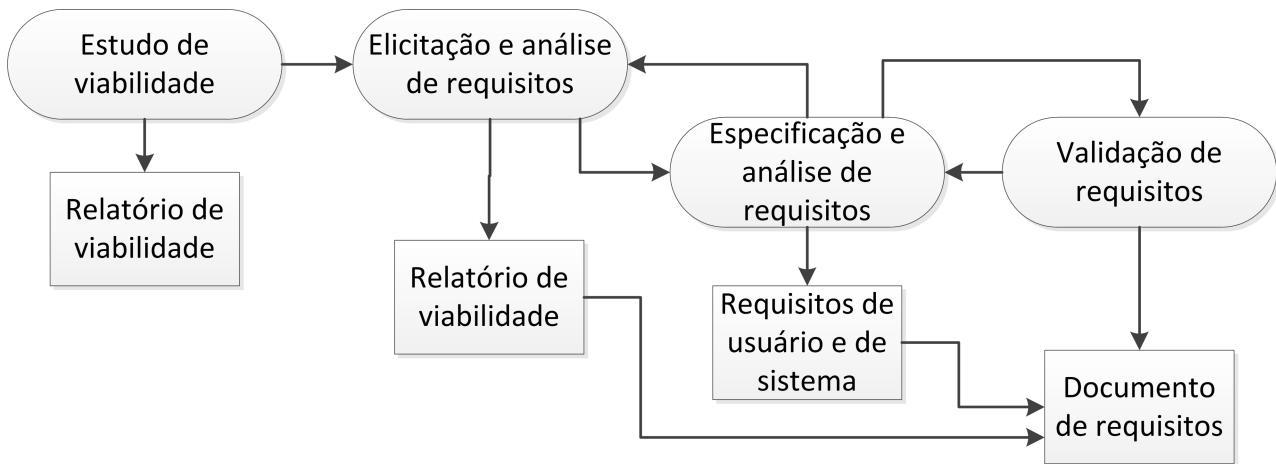 Estudo de
viabilidade
Elicitação e análise
de requisitos
Especificação e
análise de
requisitos
Validação de
requisitos
Relatório de
viabilidade
Relatório de
viabilidade
Requisitos de
usuário e de
sistema
Documento
de requisitos